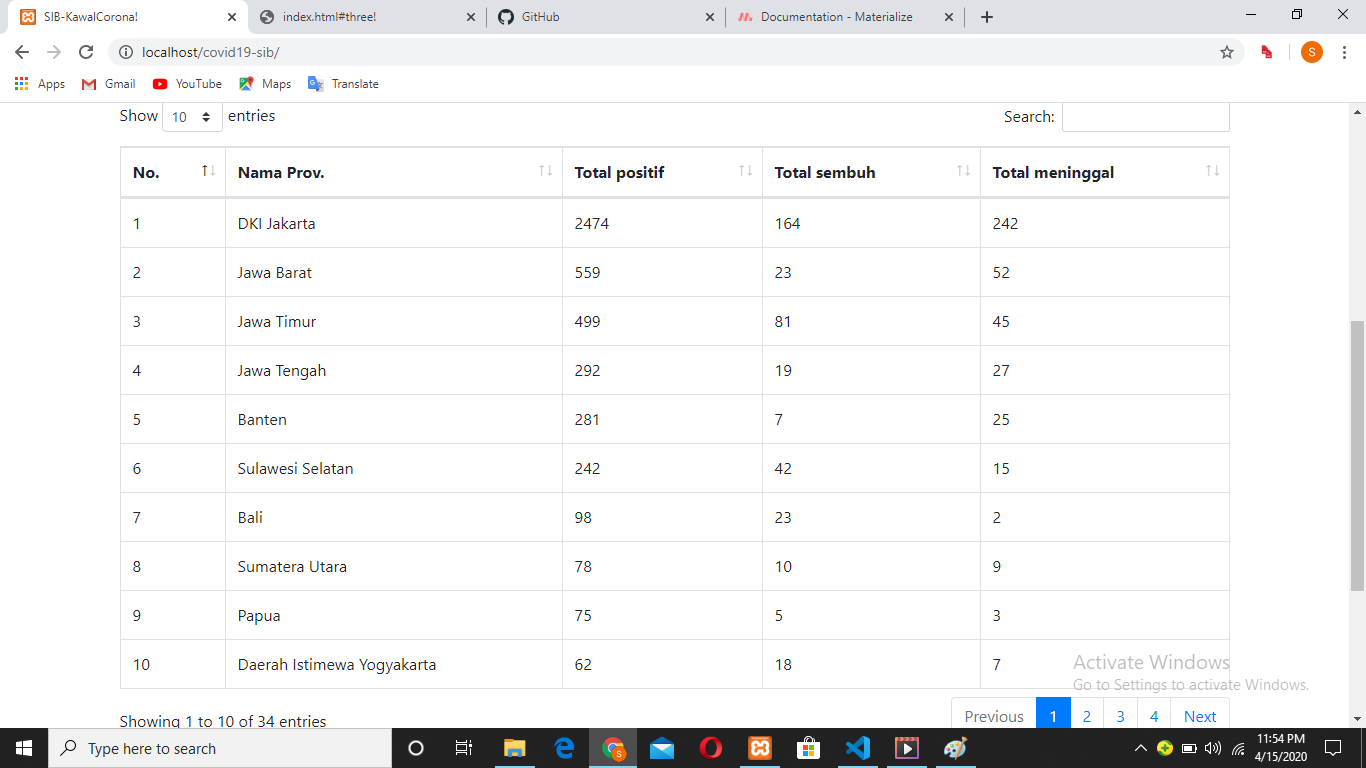 SIB-KawalCorona! index.html#three! GitHub Documentation - Materialize
localhost/covid19-sib/ S
Apps Gmail YouTube Maps Translate
Show 10 entries Search:
No. Nama Prov. Total positif Total sembuh Total meninggal
1 DKI Jakarta 2474 164 242
2 Jawa Barat 559 23 52
3 Jawa Timur 499 81 45
4 Jawa Tengah 292 19 27
5 Banten 281 7 25
6 Sulawesi Selatan 242 42 15
7 Bali 98 23 2
8 Sumatera Utara 78 10 9
9 Papua 75 5 3
10 Daerah Istimewa Yogyakarta 62 18 7
Activate Windows
Go to Settings to activate Windows.
Showing 1 to 10 of 34 entries Previous 1 2 3 4 Next
Type here to search
11:54 PM
4/15/2020